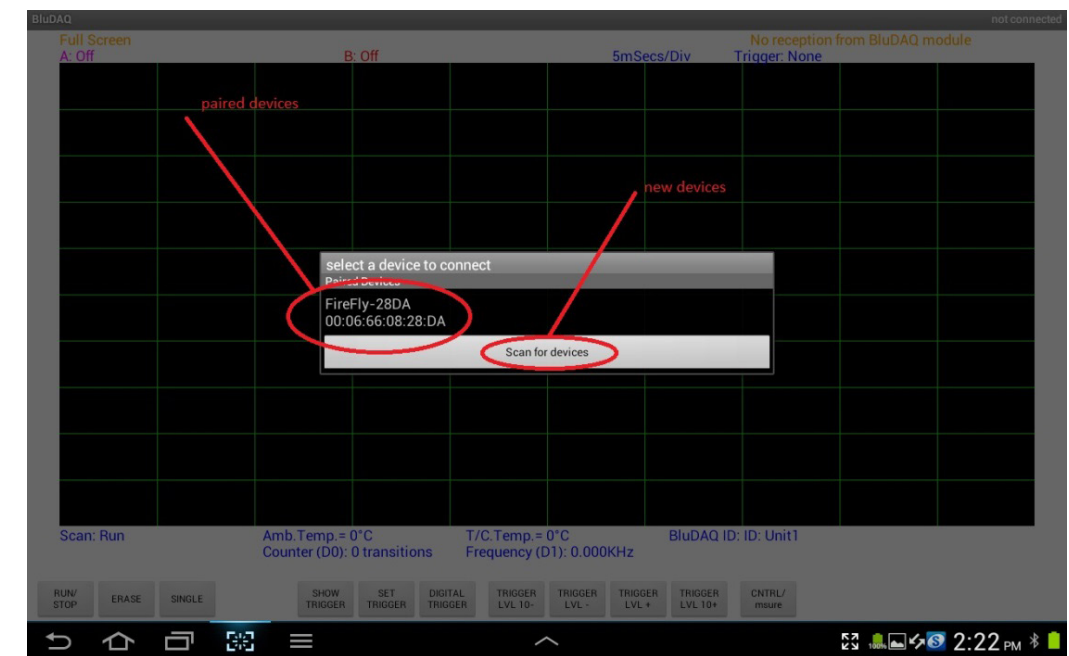 BluDAQ not connected
Full Screen No reception from BluDAQ module
A: Off B: Off 5mSecs/Div Trigger: None
paired devices
new devices
select a device to connect
Paired Devices
FireFly-28DA
00:06:66:08:28:DA
Scan for devices
Scan: Run Amb.Temp.= 0°C T/C.Temp.= 0°C BluDAQ ID: ID: Unit1
Counter (D0): 0 transitions Frequency (D1): 0.000KHz
RUN/ ERASE SINGLE SHOW SET DIGITAL TRIGGER TRIGGER TRIGGER TRIGGER CNTRL/
STOP TRIGGER TRIGGER TRIGGER LVL 10- LVL - LVL + LVL 10+ msure
100% 2:22 PM